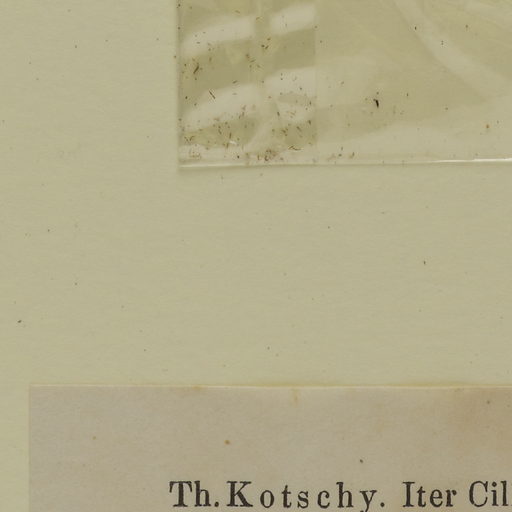 Th. Kotschy. Iter Cil